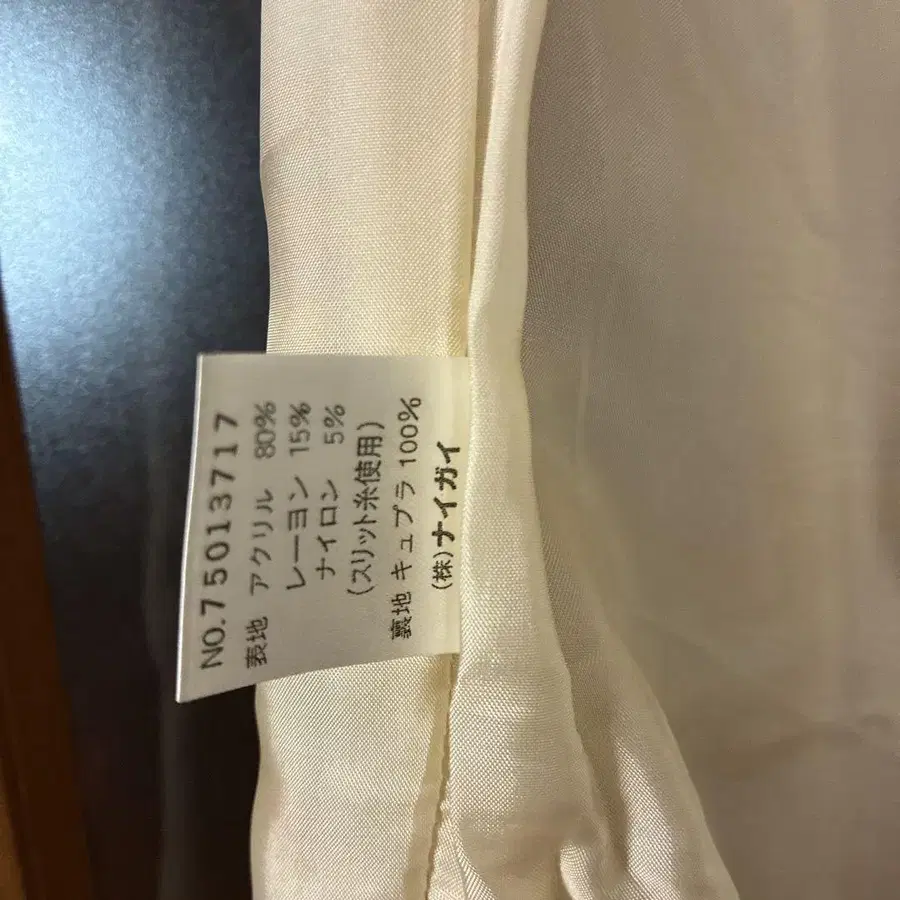 NO.75013717
表地 アクリル 80%
レーヨン 15%
ナイロン 5%
(スリット糸使用)
裏地 キュプラ 100%
(株)ナイガイ